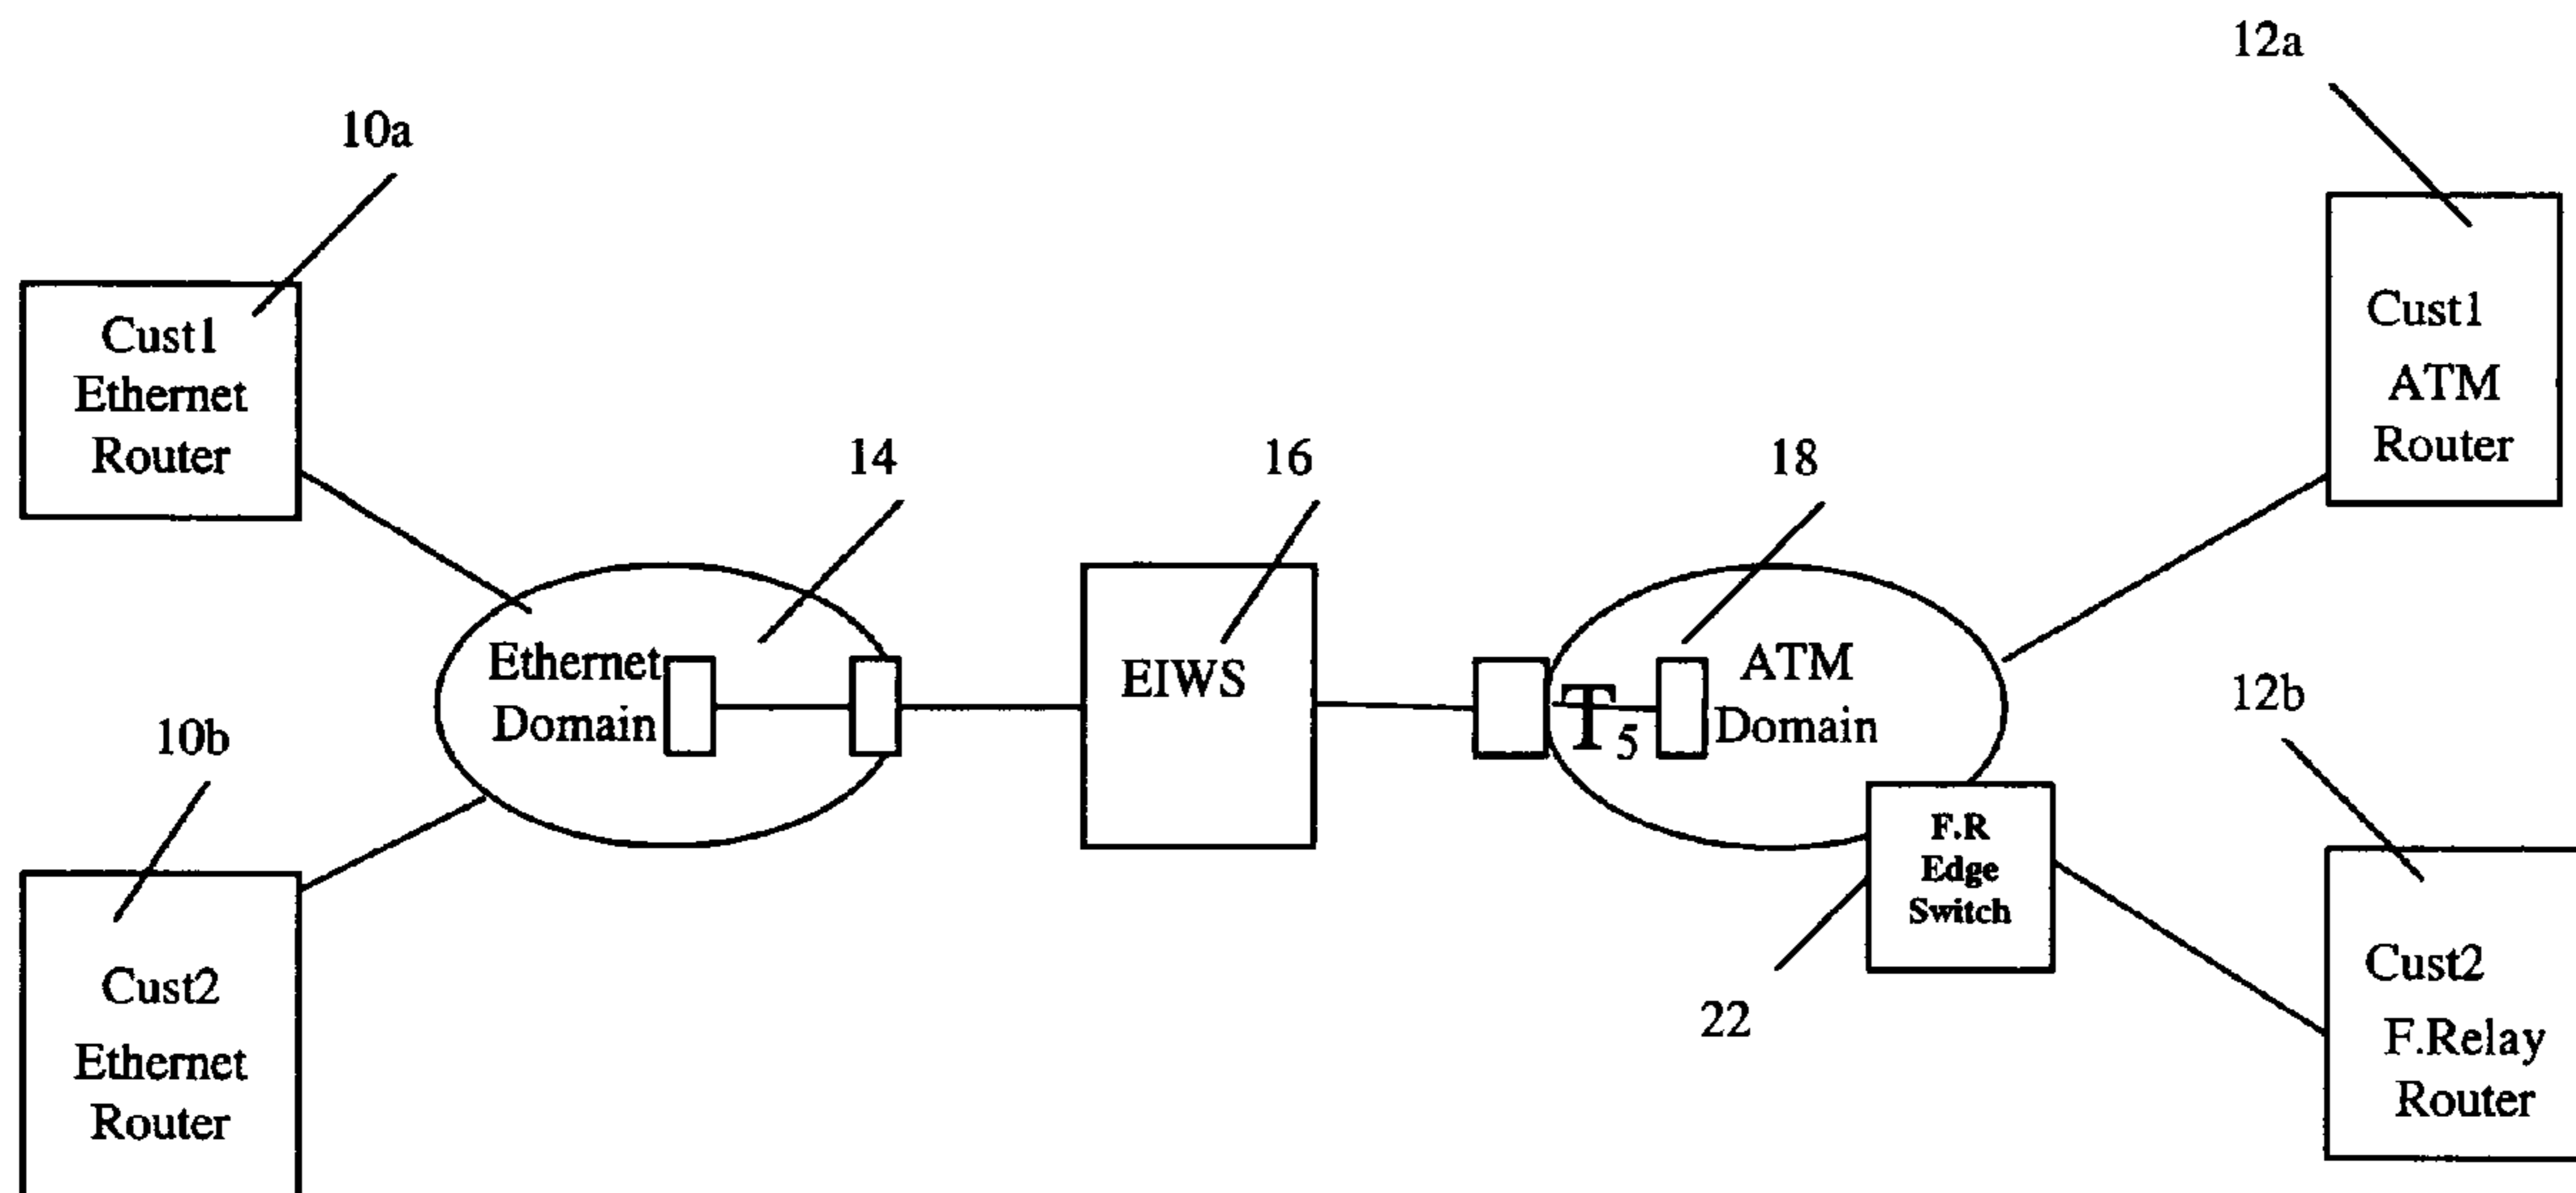 12a
10a
Cust1
Ethernet
Router
Cust1
ATM
Router
14
16
18
Ethernet
Domain
EIWS
T5
ATM
Domain
10b
12b
F.R
Edge
Switch
22
Cust2
Ethernet
Router
Cust2
F.Relay
Router